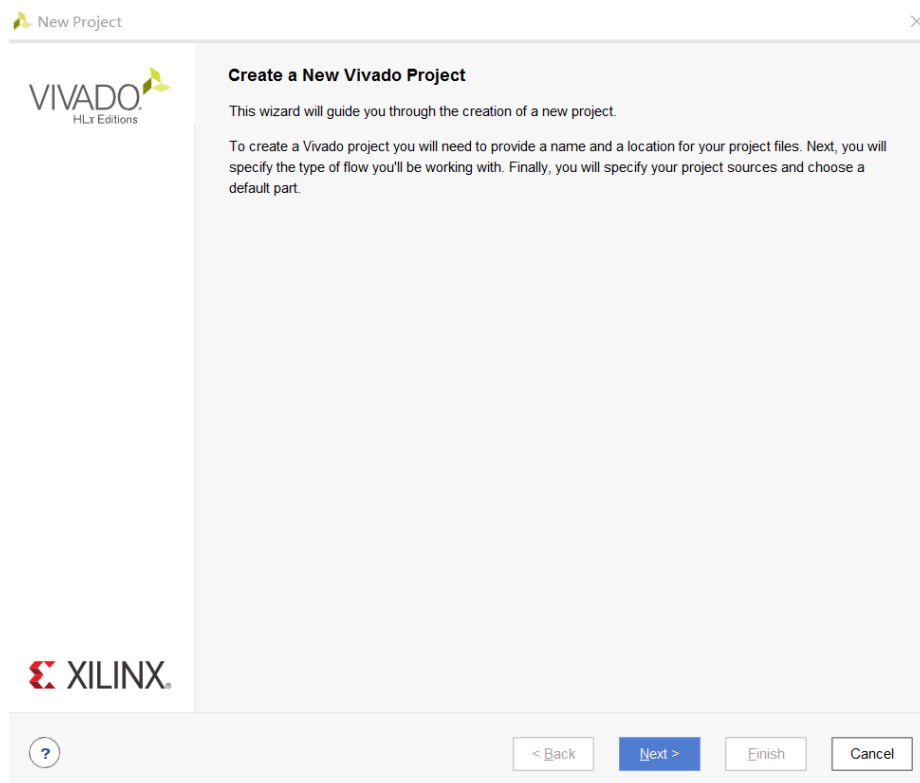 New Project
VIVADO.
HLx Editions
Create a New Vivado Project
This wizard will guide you through the creation of a new project.
To create a Vivado project you will need to provide a name and a location for your project files. Next, you will
specify the type of flow you'll be working with. Finally, you will specify your project sources and choose a
default part.
XILINX®
?
< Back
Next >
Finish
Cancel